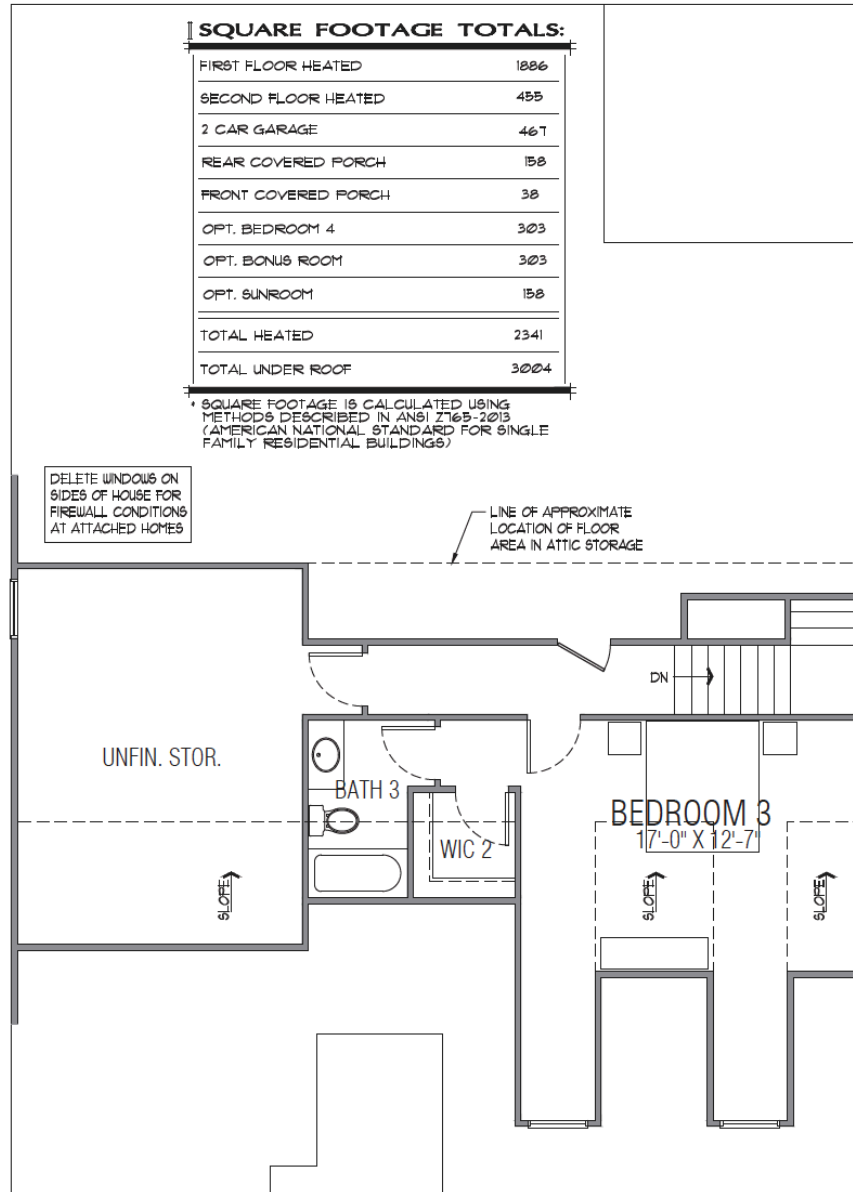 SQUARE FOOTAGE TOTALS:
FIRST FLOOR HEATED 1886
SECOND FLOOR HEATED 455
2 CAR GARAGE 467
REAR COVERED PORCH 158
FRONT COVERED PORCH 38
OPT. BEDROOM 4 303
OPT. BONUS ROOM 303
OPT. SUNROOM 158
TOTAL HEATED 2341
TOTAL UNDER ROOF 3004
* SQUARE FOOTAGE IS CALCULATED USING
METHODS DESCRIBED IN ANSI Z765-2013
(AMERICAN NATIONAL STANDARD FOR SINGLE
FAMILY RESIDENTIAL BUILDINGS)
DELETE WINDOWS ON
SIDES OF HOUSE FOR
FIREWALL CONDITIONS
AT ATTACHED HOMES
LINE OF APPROXIMATE
LOCATION OF FLOOR
AREA IN ATTIC STORAGE
DN
UNFIN. STOR.
BATH 3
BEDROOM 3
17'-0" X 12'-7"
WIC 2
SLOPE
SLOPE
SLOPE